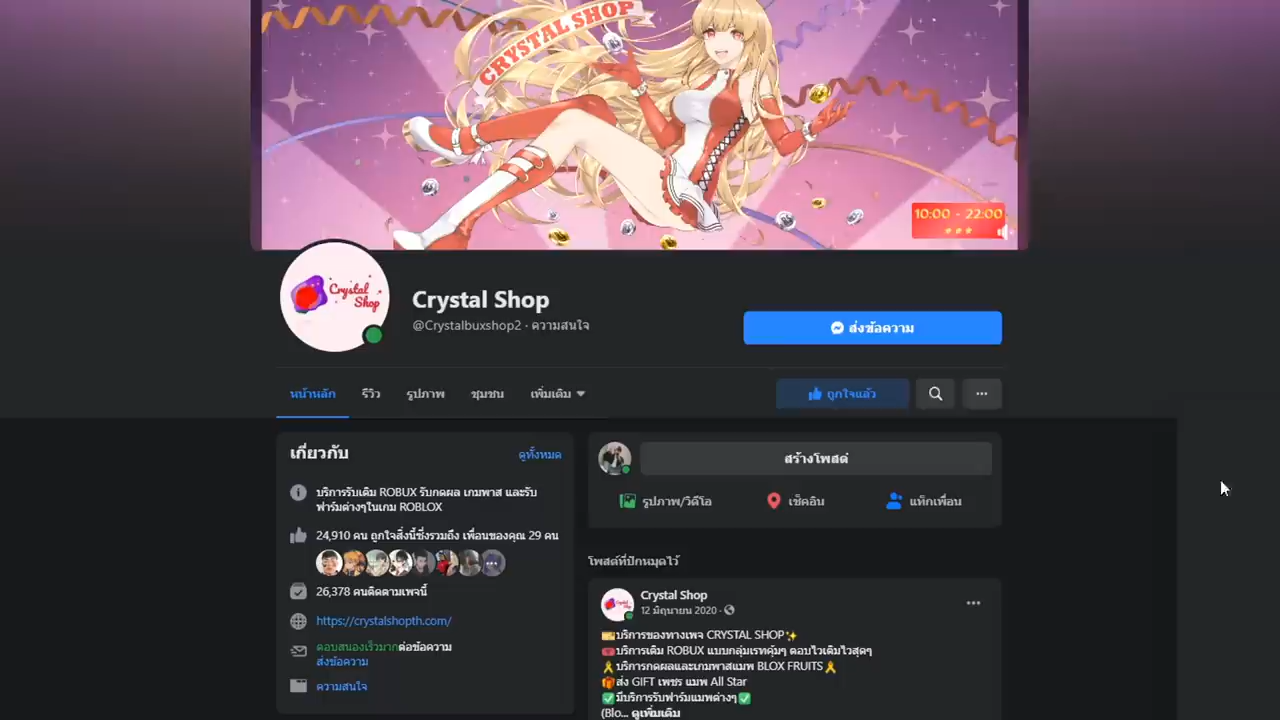 CRYSTAL SHOP
10:00 - 22:00
Crystal Shop
Crystal Shop
@Crystalbuxshop2 · ความสนใจ
ส่งข้อความ
หน้าหลัก รีวิว รูปภาพ ชุมชน เพิ่มเติม
ถูกใจแล้ว
เกี่ยวกับ ดูทั้งหมด
บริการรับเติม ROBUX รับกดผล เกมพาส และรับ
ฟาร์มต่างๆในเกม ROBLOX
24,910 คน ถูกใจสิ่งนี้ซึ่งรวมถึง เพื่อนของคุณ 29 คน
26,378 คนติดตามเพจนี้
https://crystalshopth.com/
ตอบสนองเร็วมากต่อข้อความ
ส่งข้อความ
ความสนใจ
สร้างโพสต์
รูปภาพ/วิดีโอ เช็คอิน แท็กเพื่อน
โพสต์ที่ปักหมุดไว้
Crystal Shop
12 มิถุนายน 2020 ·
🎫บริการของทางเพจ CRYSTAL SHOP✨
บริการเติม ROBUX แบบกลุ่มเรทคุ้มๆ ตอบไวเติมไวสุดๆ
🎗บริการกดผลและเกมพาสแมพ BLOX FRUITS🎗
🎁ส่ง GIFT เพชร แมพ All Star
✅มีบริการรับฟาร์มแมพต่างๆ✅
(Blo... ดูเพิ่มเติม